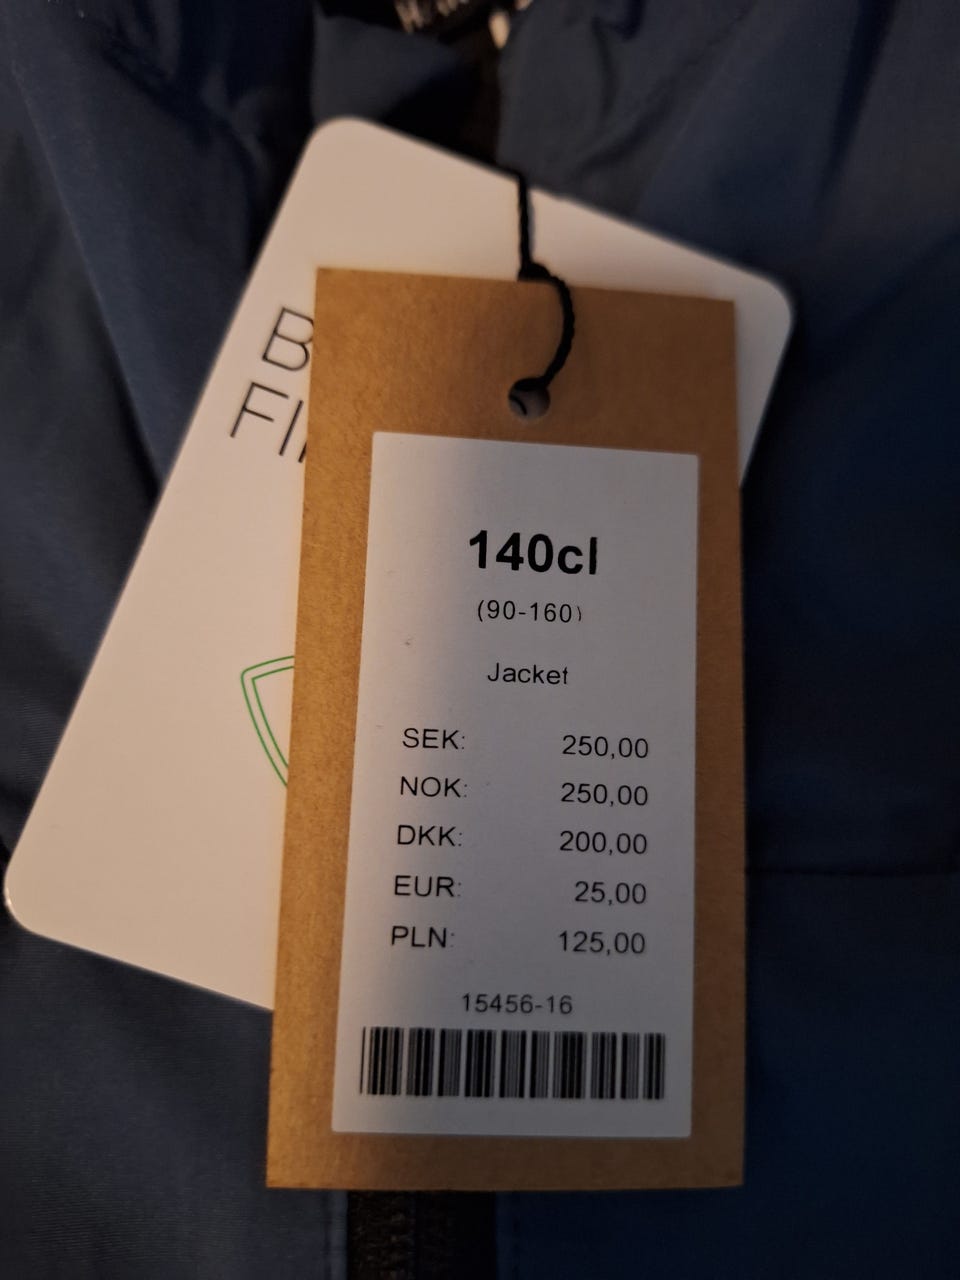 B
FI
140cl
(90-160)
Jacket
SEK: 250,00
NOK: 250,00
DKK: 200,00
EUR: 25,00
PLN: 125,00
15456-16